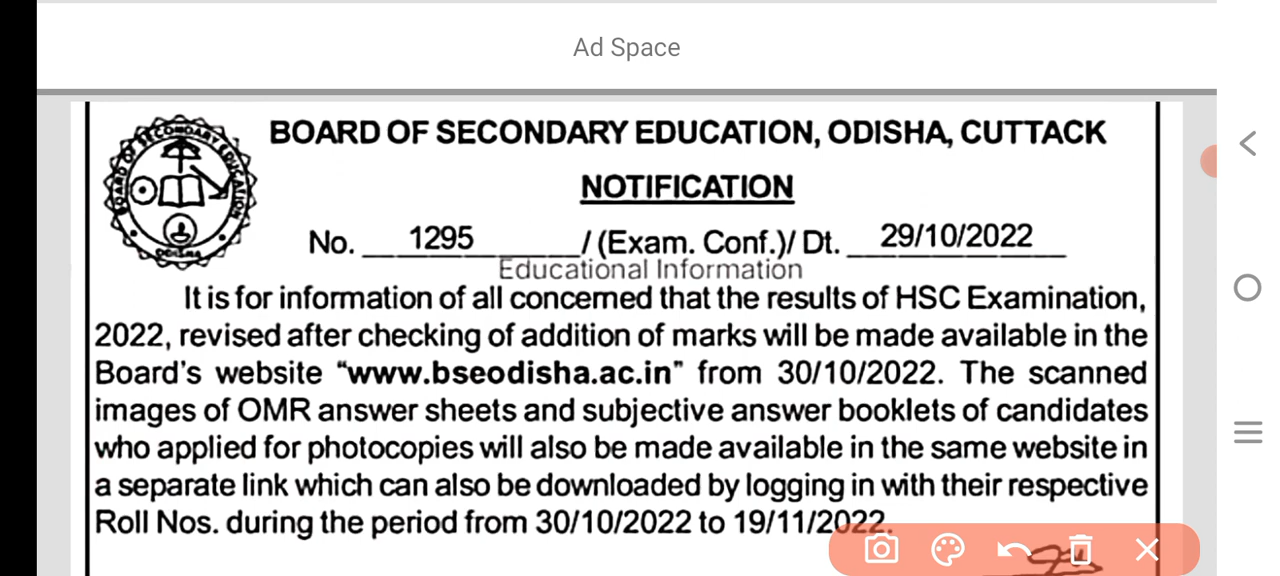 Ad Space
BOARD OF SECONDARY EDUCATION, ODISHA, CUTTACK
NOTIFICATION
No. 1295 / (Exam. Conf.)/ Dt. 29/10/2022
Educational Information
It is for information of all concerned that the results of HSC Examination,
2022, revised after checking of addition of marks will be made available in the
Board's website “www.bseodisha.ac.in” from 30/10/2022. The scanned
images of OMR answer sheets and subjective answer booklets of candidates
who applied for photocopies will also be made available in the same website in
a separate link which can also be downloaded by logging in with their respective
Roll Nos. during the period from 30/10/2022 to 19/11/2022.
BOARD OF SECONDARY EDUCATION
ODISHA